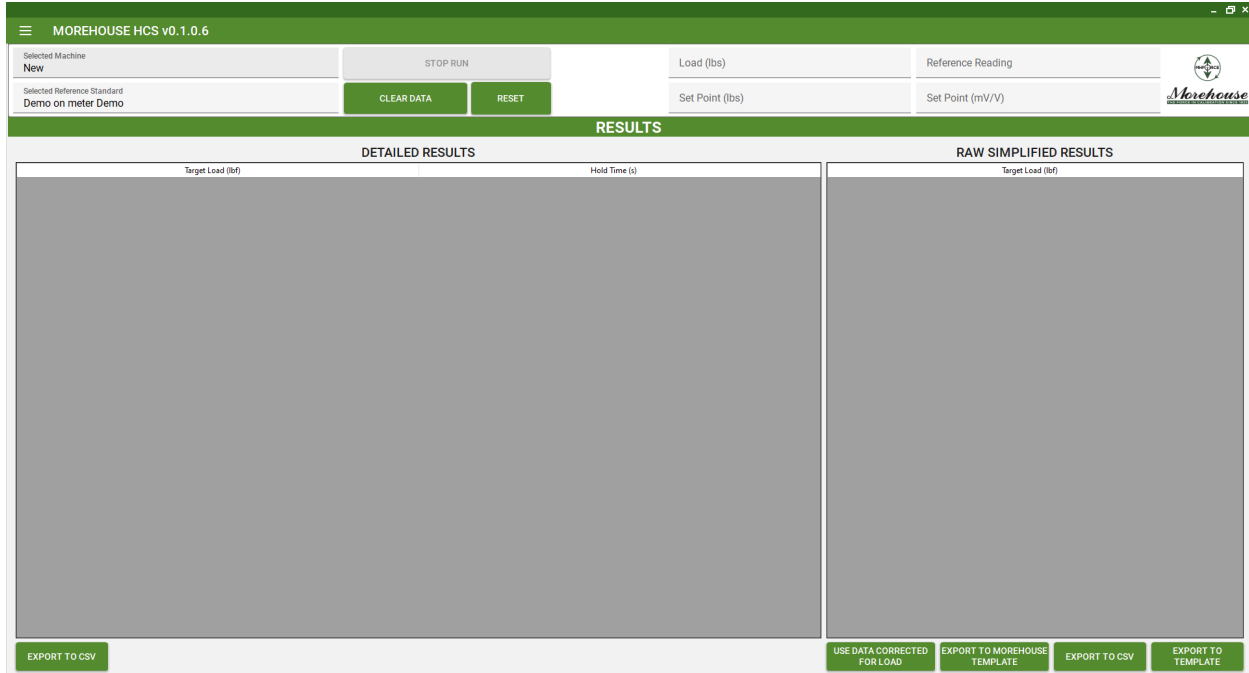 MOREHOUSE HCS v0.1.0.6
Selected Machine
New
STOP RUN
Load (lbs)
Reference Reading
Selected Reference Standard
Demo on meter Demo
CLEAR DATA
RESET
Set Point (lbs)
Set Point (mV/V)
Morehouse
RESULTS
DETAILED RESULTS
RAW SIMPLIFIED RESULTS
Target Load (lbf)
Hold Time (s)
Target Load (lbf)
EXPORT TO CSV
USE DATA CORRECTED
FOR LOAD
EXPORT TO MOREHOUSE
TEMPLATE
EXPORT TO CSV
EXPORT TO
TEMPLATE